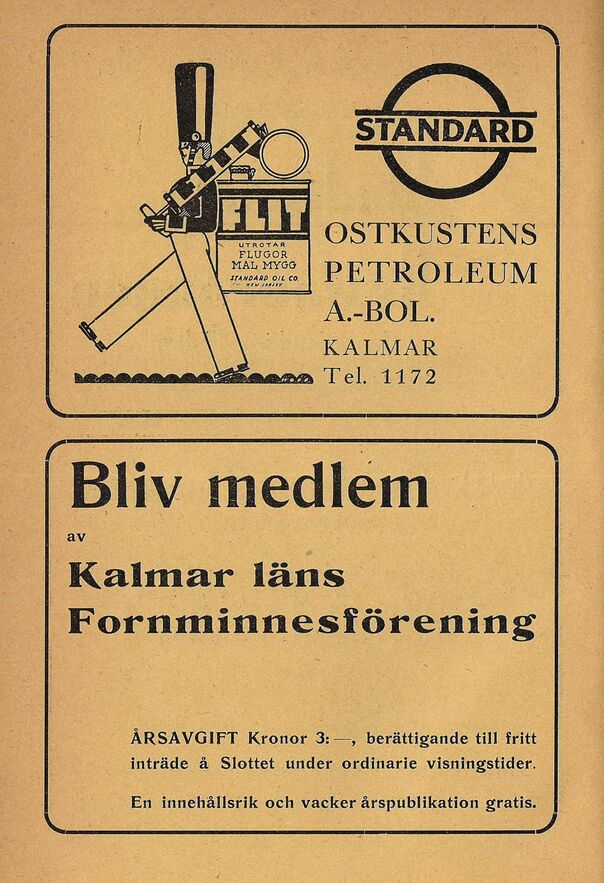 FLIT
FLIT
UTROTAR
FLUGOR
MAL MYGG
STANDARD OIL CO.
NEW JERSEY
STANDARD
OSTKUSTENS
PETROLEUM
A.-BOL.
KALMAR
Tel. 1172
Bliv medlem
av
Kalmar läns
Fornminnesförening
ÅRSAVGIFT Kronor 3:—, berättigande till fritt
inträde å Slottet under ordinarie visningstider.
En innehållsrik och vacker årspublikation gratis.